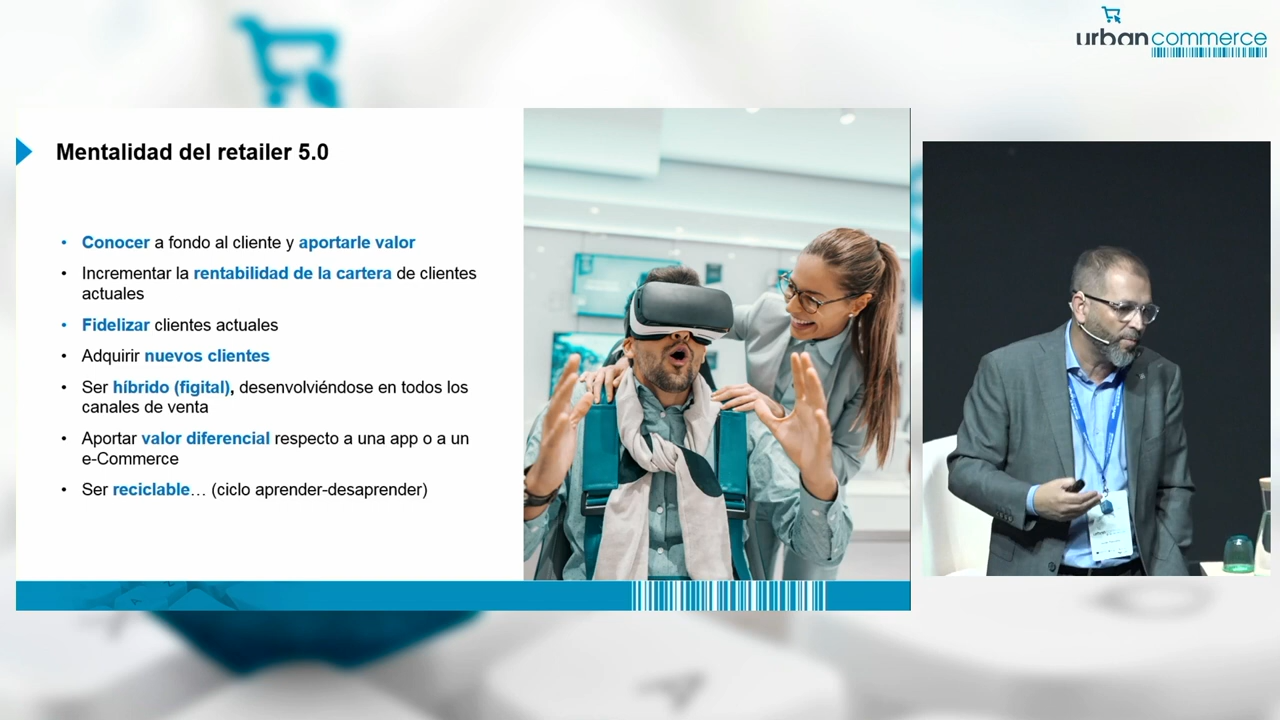 urbancommerce
Mentalidad del retailer 5.0
• Conocer a fondo al cliente y aportarle valor
• Incrementar la rentabilidad de la cartera de clientes
actuales
• Fidelizar clientes actuales
• Adquirir nuevos clientes
• Ser híbrido (figital), desenvolviéndose en todos los
canales de venta
• Aportar valor diferencial respecto a una app o a un
e-Commerce
• Ser reciclable… (ciclo aprender-desaprender)